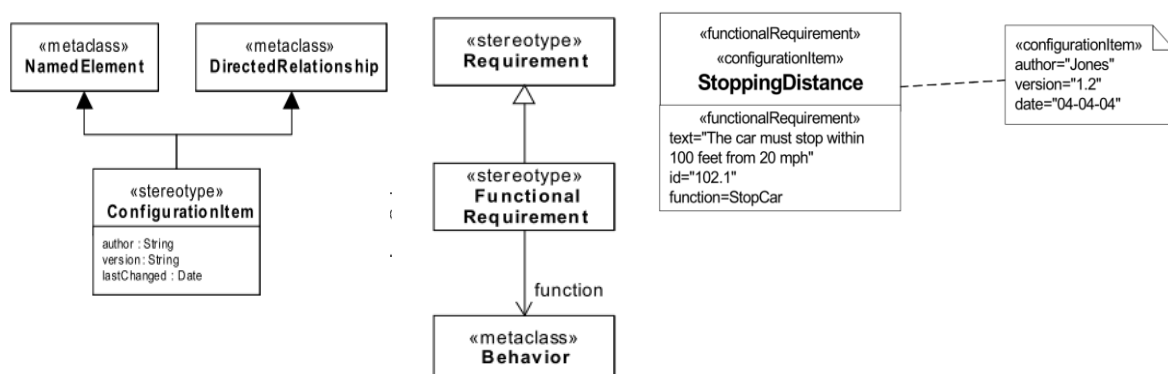 «metaclass»
NamedElement
«metaclass»
DirectedRelationship
«stereotype»
ConfigurationItem
author : String
version : String
lastChanged : Date
«stereotype»
Requirement
«stereotype»
Functional
Requirement
function
«metaclass»
Behavior
«functionalRequirement»
«configurationItem»
StoppingDistance
«functionalRequirement»
text="The car must stop within
100 feet from 20 mph"
id="102.1"
function=StopCar
«configurationItem»
author="Jones"
version="1.2"
date="04-04-04"